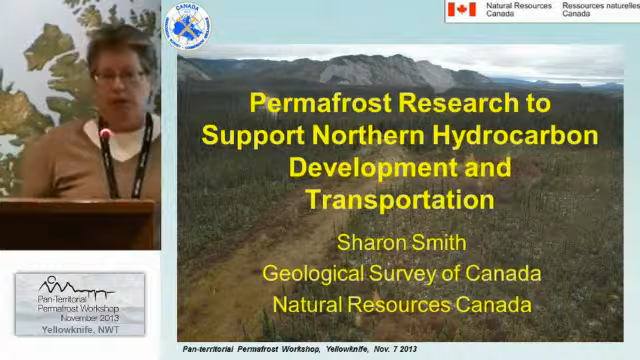 Natural Resources
Canada
Ressources naturelles
Canada
Permafrost Research to
Support Northern Hydrocarbon
Development and
Transportation
Sharon Smith
Geological Survey of Canada
Natural Resources Canada
Pan-Territorial
Permafrost Workshop
November 2013
Yellowknife, NWT
Pan-territorial Permafrost Workshop, Yellowknife, Nov. 7 2013